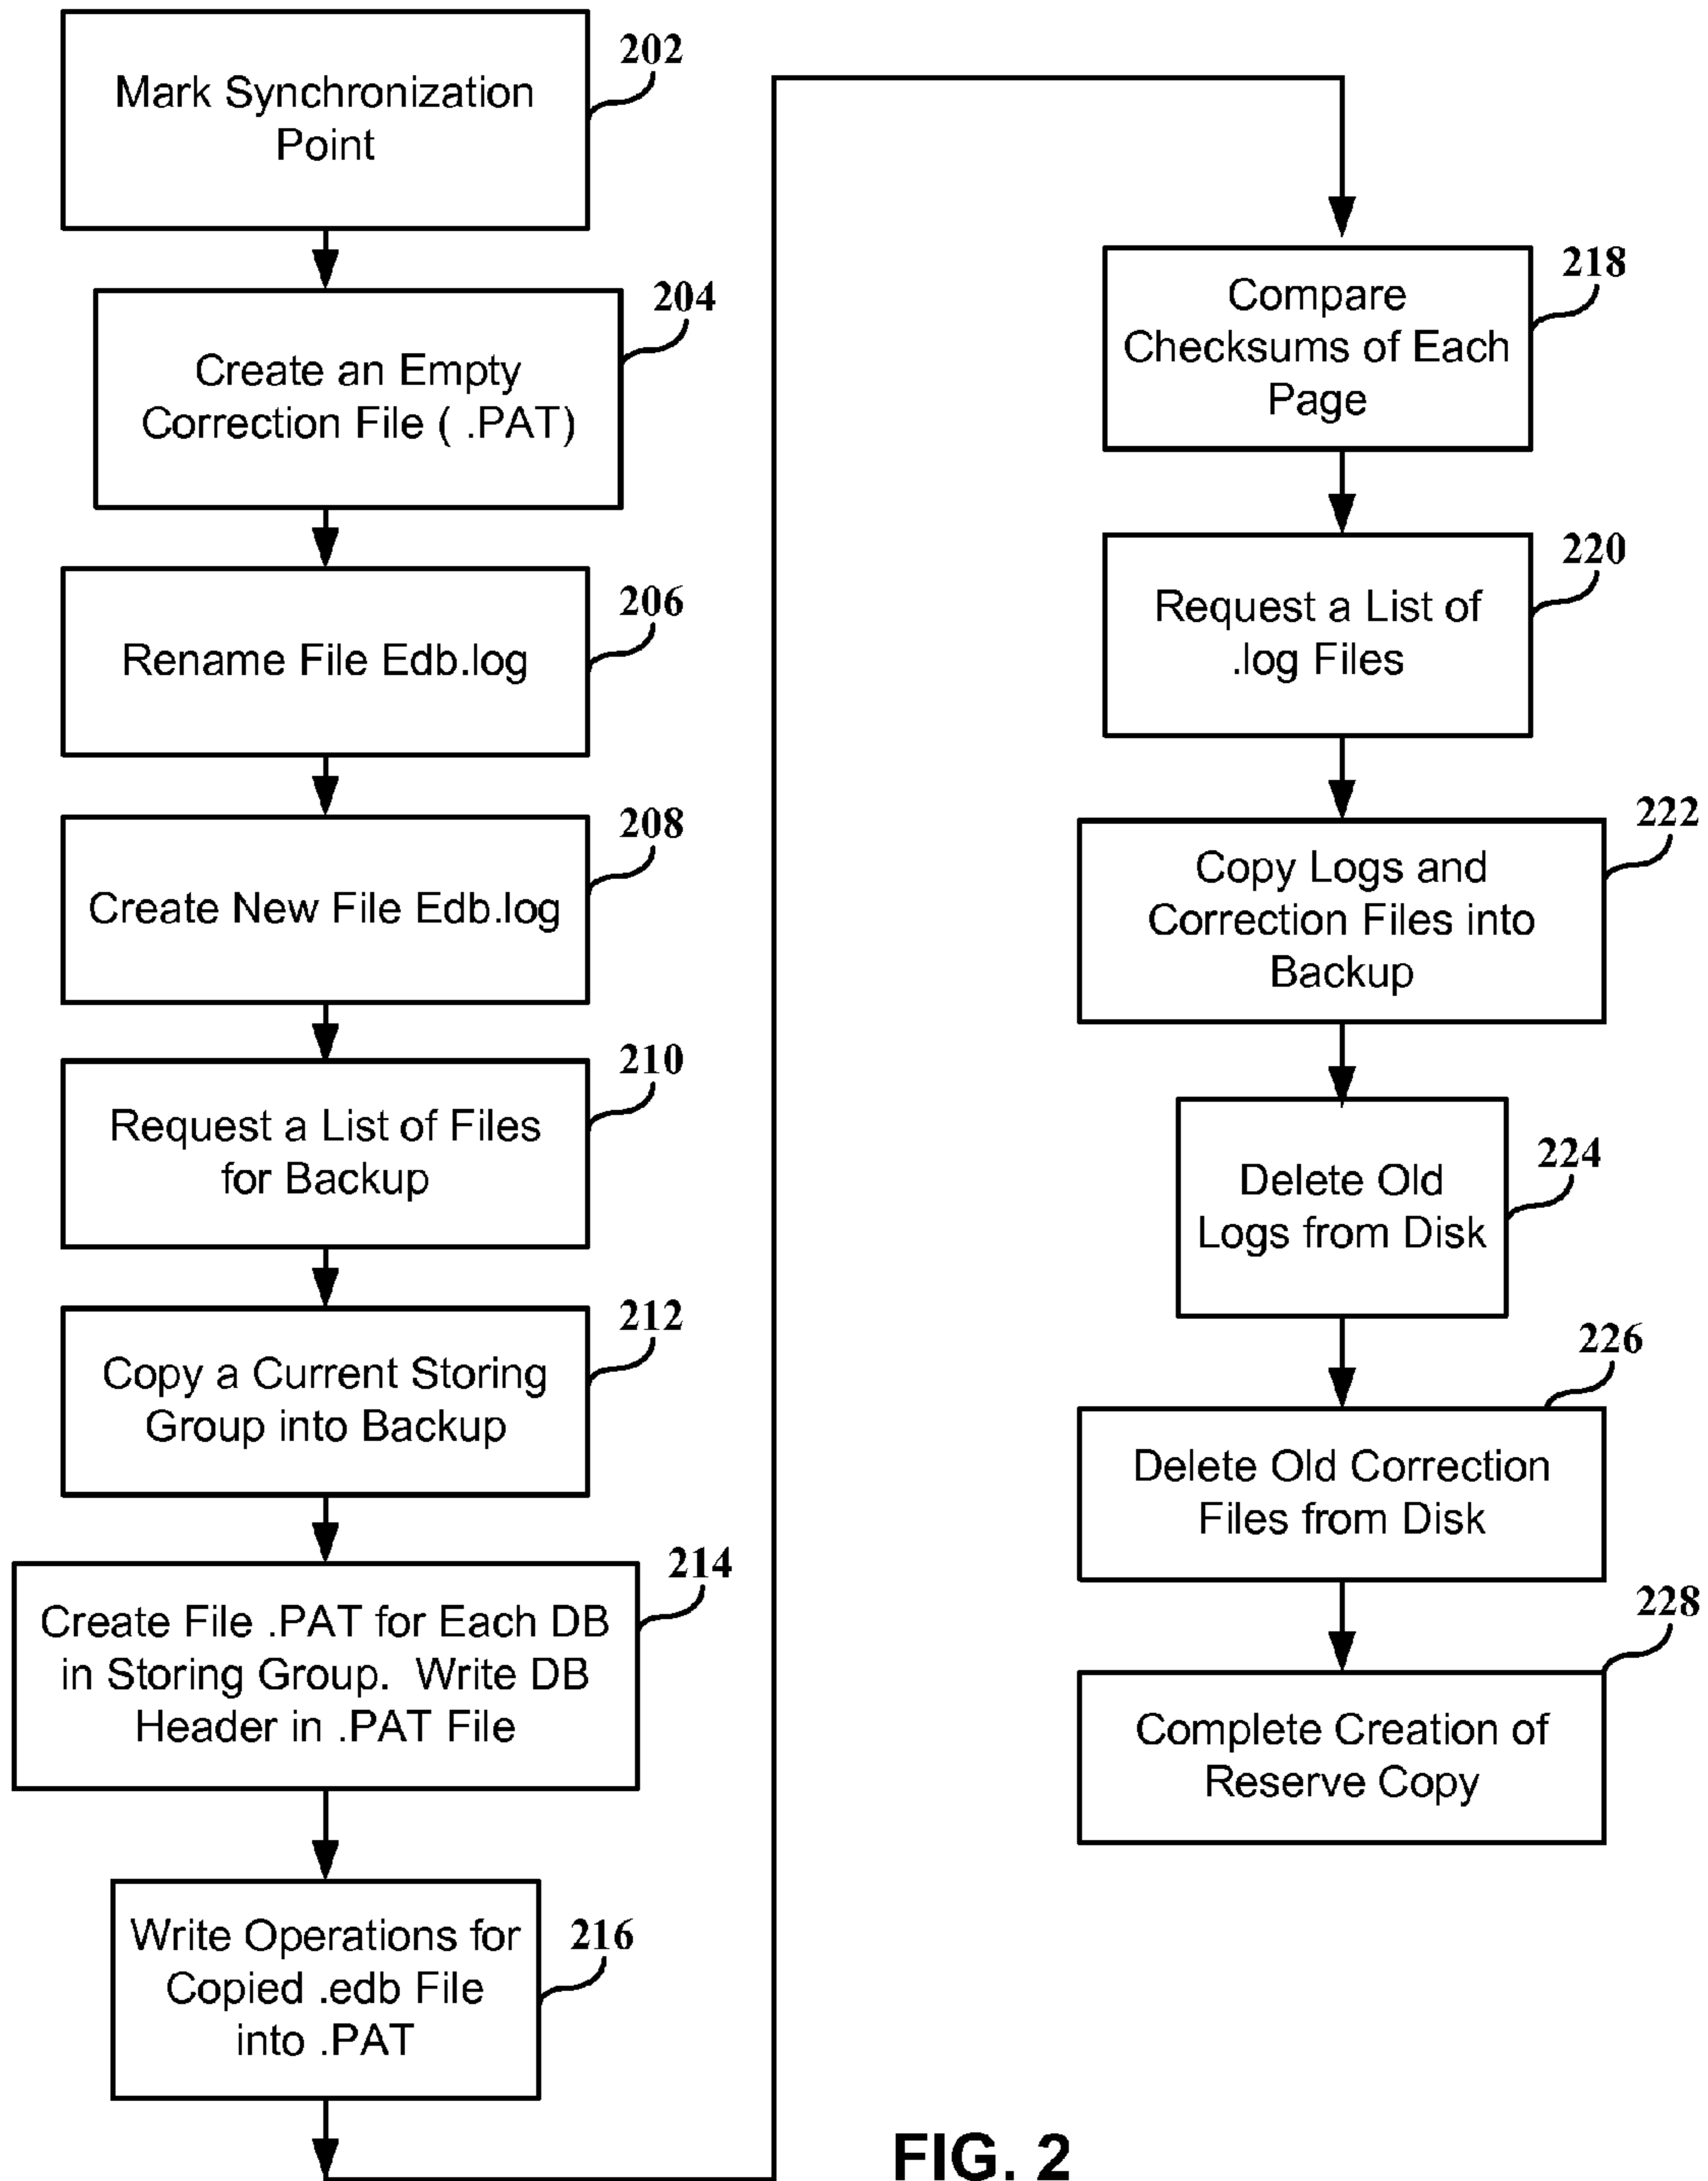 202
Mark Synchronization
Point
204
Create an Empty
Correction File ( .PAT)
206
Rename File Edb.log
208
Create New File Edb.log
210
Request a List of Files
for Backup
212
Copy a Current Storing
Group into Backup
214
Create File .PAT for Each DB
in Storing Group. Write DB
Header in .PAT File
216
Write Operations for
Copied .edb File
into .PAT
218
Compare
Checksums of Each
Page
220
Request a List of
.log Files
222
Copy Logs and
Correction Files into
Backup
224
Delete Old
Logs from Disk
226
Delete Old Correction
Files from Disk
228
Complete Creation of
Reserve Copy
FIG. 2